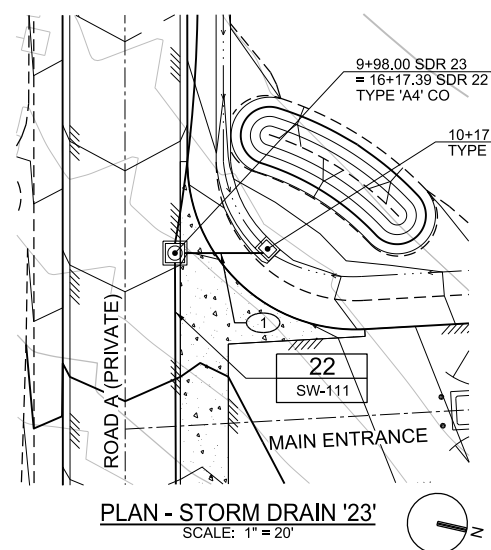 9+98.00 SDR 23
= 16+17.39 SDR 22
TYPE 'A4' CO
10+17
TYPE
ROAD A (PRIVATE)
1
22
SW-111
MAIN ENTRANCE
PLAN - STORM DRAIN '23'
SCALE: 1" = 20'
N